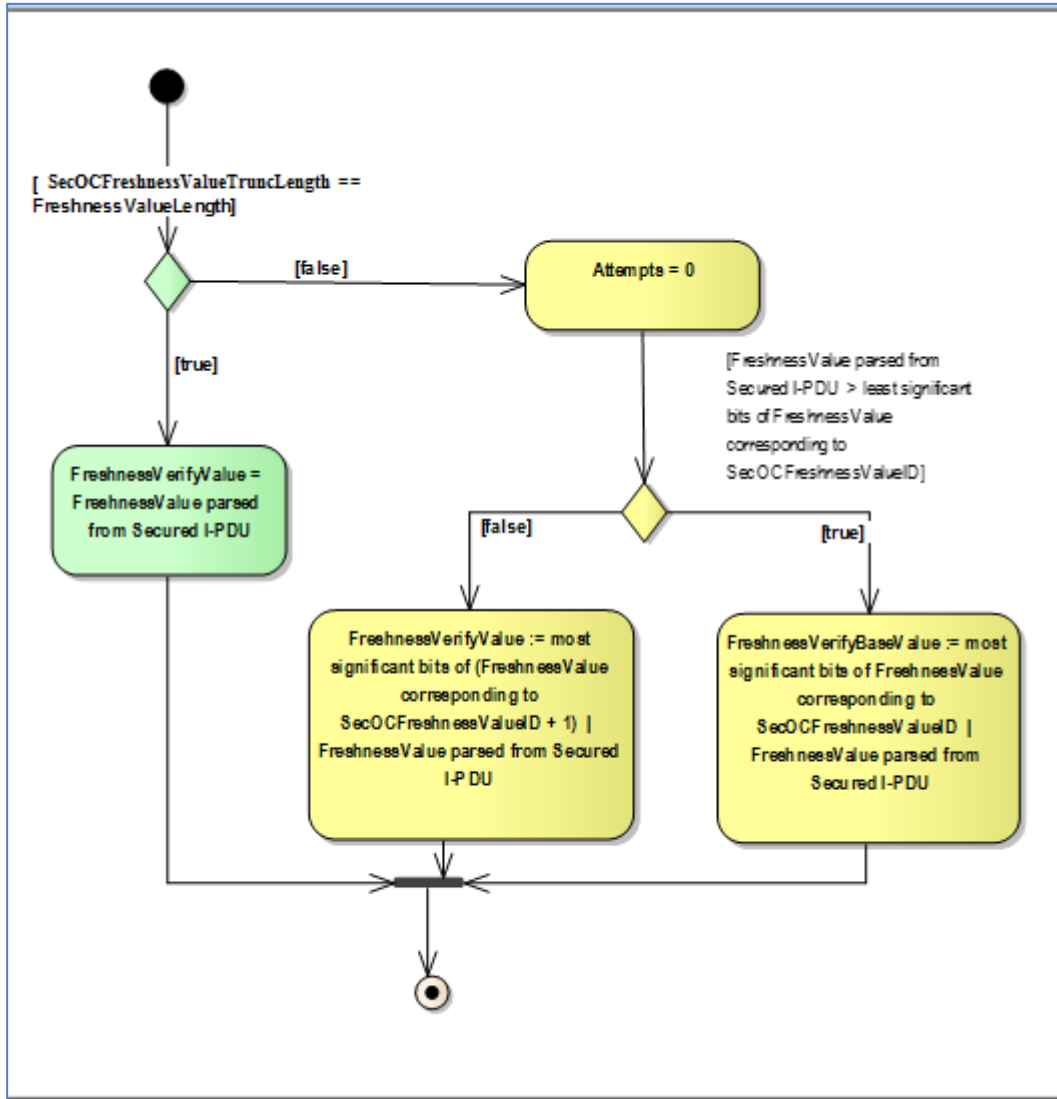 [ SecOCFreshnessValueTruncLength ==
FreshnessValueLength]
[false]
Attempts = 0
[true]
[FreshnessValue parsed from
Secured I-PDU > least significant
bits of FreshnessValue
corresponding to
SecOCFreshnessValueID]
FreshnessVerifyValue =
FreshnessValue parsed
from Secured I-PDU
[false]
[true]
FreshnessVerifyValue := most
significant bits of (FreshnessValue
corresponding to
SecOCFreshnessValueID + 1) |
FreshnessValue parsed from Secured
I-PDU
FreshnessVerifyBaseValue := most
significant bits of FreshnessValue
corresponding to
SecOCFreshnessValueID |
FreshnessValue parsed from
Secured I-PDU